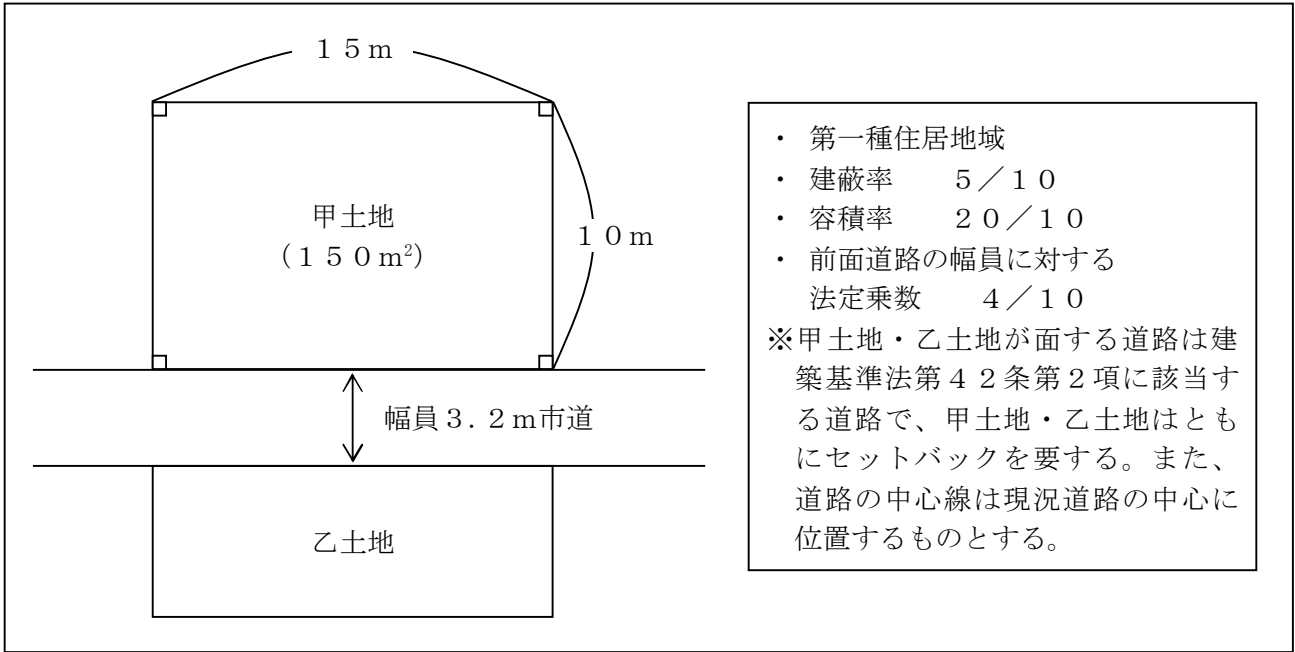 １５ｍ
甲土地
（１５０㎡）
１０ｍ
幅員３．２ｍ市道
乙土地
・ 第一種住居地域
・ 建蔽率　　５／１０
・ 容積率　　２０／１０
・ 前面道路の幅員に対する
法定乗数　　４／１０
※甲土地・乙土地が面する道路は建
築基準法第４２条第２項に該当す
る道路で、甲土地・乙土地はとも
にセットバックを要する。また、
道路の中心線は現況道路の中心に
位置するものとする。